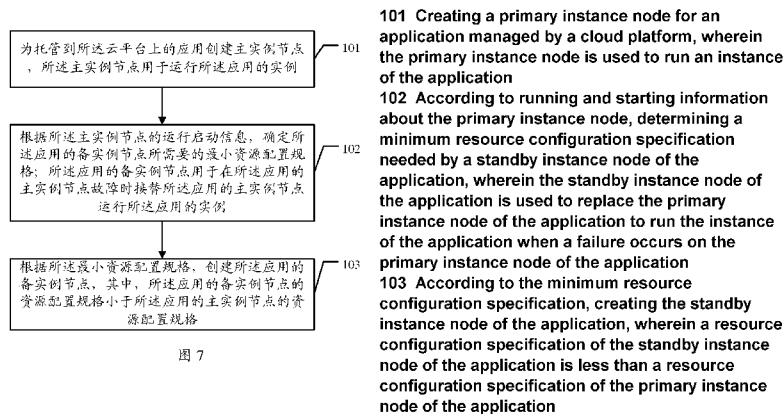 为托管到所述云平台上的应用创建主实例节点
，所述主实例节点用于运行所述应用的实例
101
根据所述主实例节点的运行启动信息，确定所
述应用的备实例节点所需要的最小资源配置规
格；所述应用的备实例节点用于在所述应用的
主实例节点故障时接替所述应用的主实例节点
运行所述应用的实例
102
根据所述最小资源配置规格，创建所述应用的
备实例节点，其中，所述应用的备实例节点的
资源配置规格小于所述应用的主实例节点的资
源配置规格
103
图 7
101 Creating a primary instance node for an
application managed by a cloud platform, wherein
the primary instance node is used to run an instance
of the application
102 According to running and starting information
about the primary instance node, determining a
minimum resource configuration specification
needed by a standby instance node of the
application, wherein the standby instance node of
the application is used to replace the primary
instance node of the application to run the instance
of the application when a failure occurs on the
primary instance node of the application
103 According to the minimum resource
configuration specification, creating the standby
instance node of the application, wherein a resource
configuration specification of the standby instance
node of the application is less than a resource
configuration specification of the primary instance
node of the application